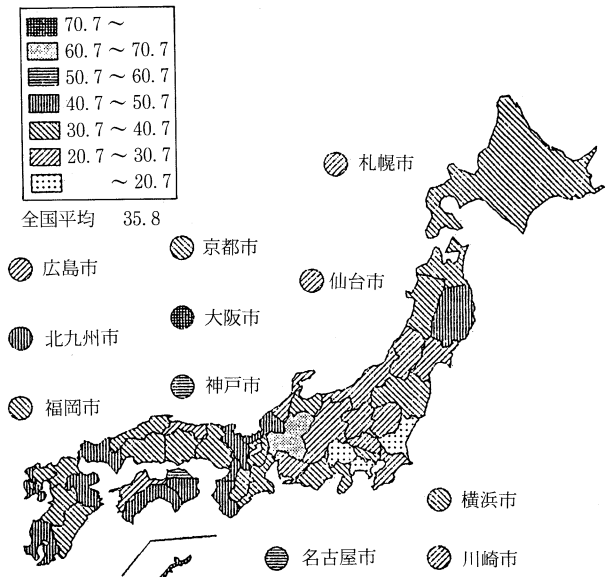 70.7～
60.7～70.7
50.7～60.7
40.7～50.7
30.7～40.7
20.7～30.7
～20.7
全国平均 35.8
札幌市
京都市
広島市
仙台市
大阪市
北九州市
神戸市
福岡市
横浜市
名古屋市
川崎市